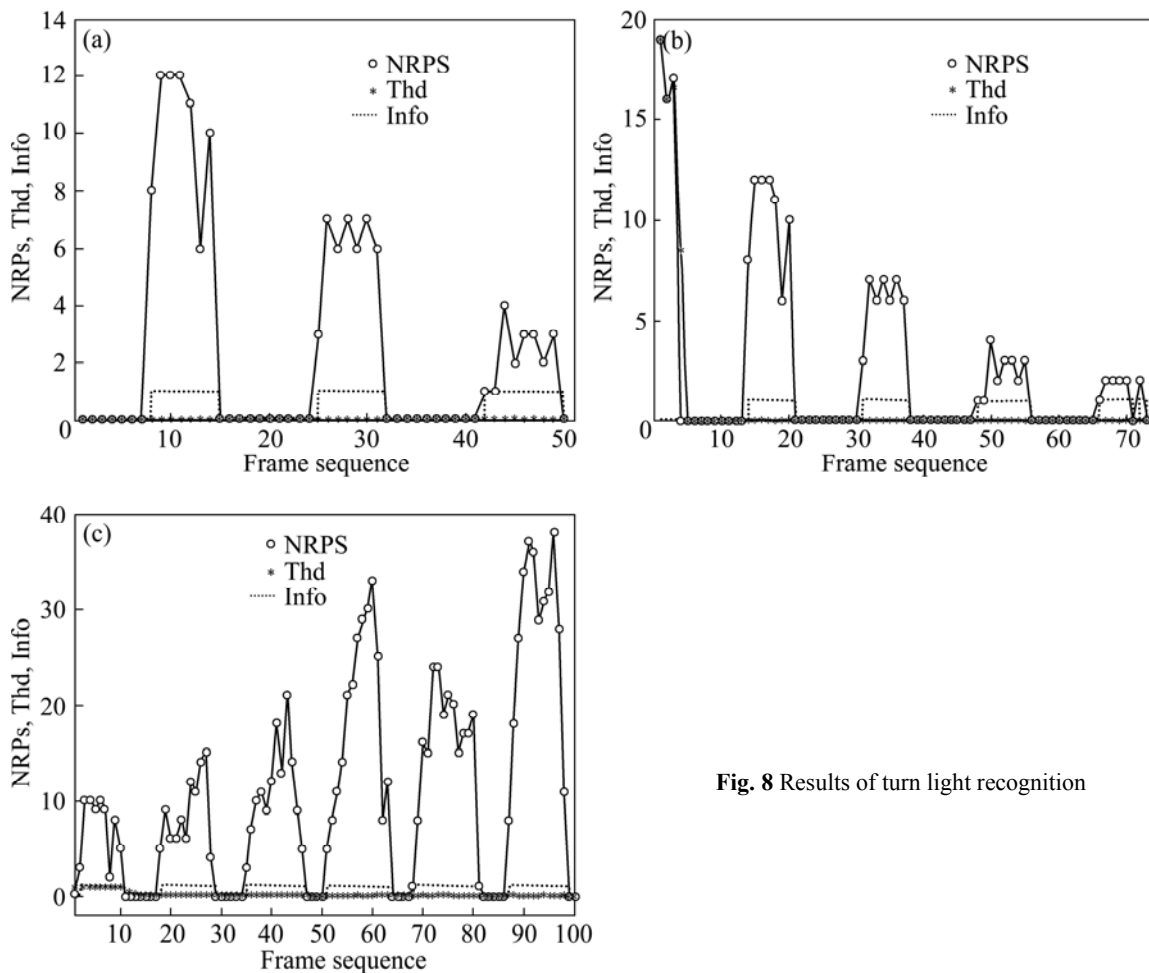 (a)
NRPS
Thd
Info
14
12
10
8
6
4
2
0
10 20 30 40 50
NRPs, Thd, Info
Frame sequence
(b)
NRPS
Thd
Info
20
15
10
5
0
10 20 30 40 50 60 70
NRPs, Thd, Info
Frame sequence
(c)
NRPS
Thd
Info
40
30
20
10
0
10 20 30 40 50 60 70 80 90 100
NRPs, Thd, Info
Frame sequence
Fig. 8 Results of turn light recognition